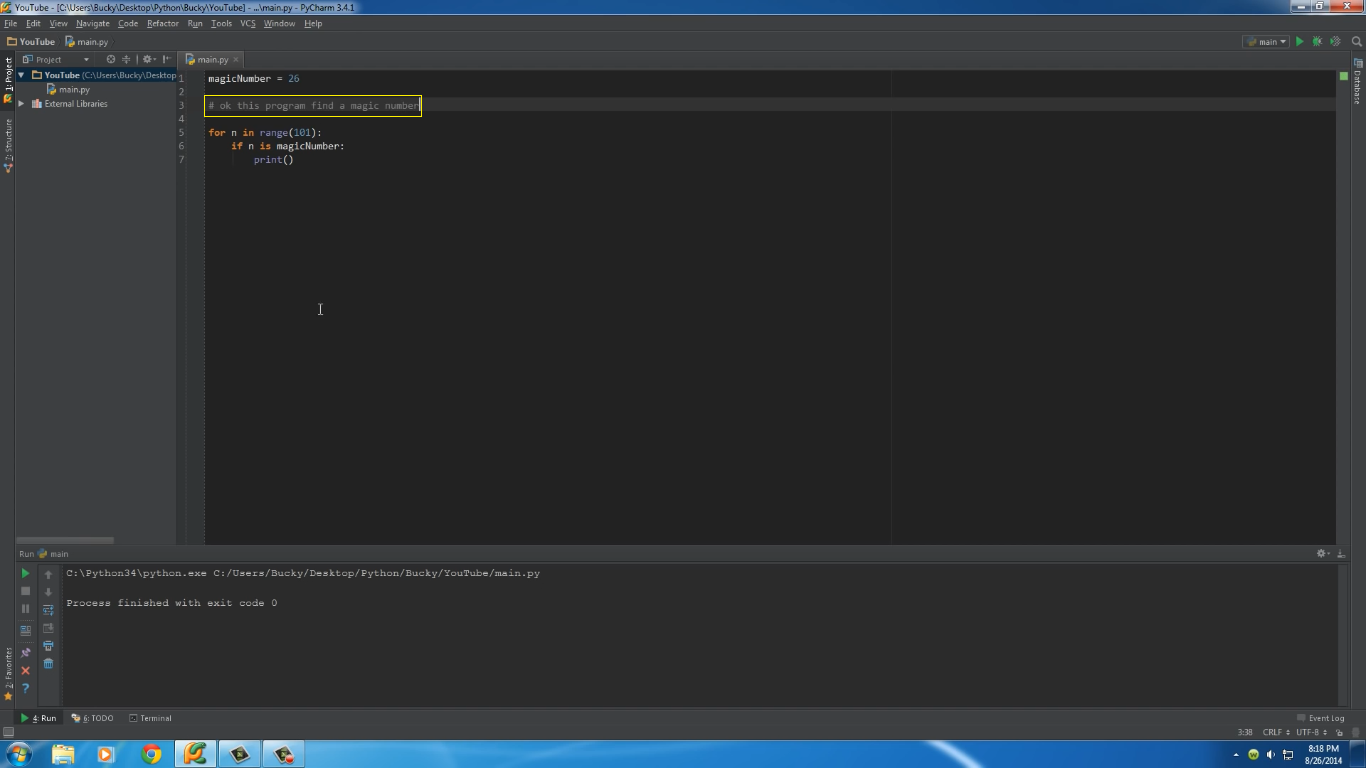 YouTube - [C:\Users\Bucky\Desktop\Python\Bucky\YouTube] - ...\main.py - PyCharm 3.4.1
File Edit View Navigate Code Refactor Run Tools VCS Window Help
YouTube main.py main
1: Project
2: Structure
2: Favorites
Database
Project
YouTube (C:\Users\Bucky\Desktop
main.py
External Libraries
main.py
1 magicNumber = 26
2
3 # ok this program find a magic number
4
5 for n in range(101):
6 if n is magicNumber:
7 print()
Run main
C:\Python34\python.exe C:/Users/Bucky/Desktop/Python/Bucky/YouTube/main.py
Process finished with exit code 0
4: Run 6: TODO Terminal Event Log
3:38 CRLF UTF-8
8:18 PM
8/26/2014